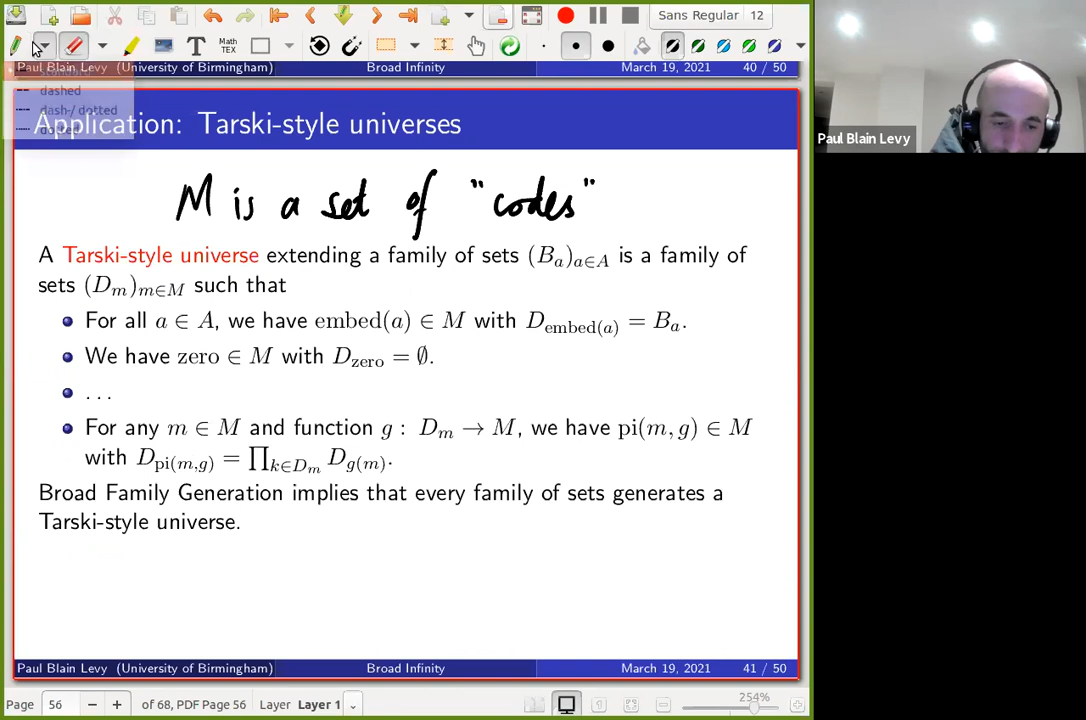 Sans Regular 12
Math
TEX
Paul Blain Levy (University of Birmingham) Broad Infinity March 19, 2021 40 / 50
dashed
dash-/ dotted
Application: Tarski-style universes
Paul Blain Levy
M is a set of "codes"
A Tarski-style universe extending a family of sets (B_a)_{a∈A} is a family of
sets (D_m)_{m∈M} such that
For all a ∈ A, we have embed(a) ∈ M with D_{embed(a)} = B_a.
We have zero ∈ M with D_{zero} = ∅.
. . .
For any m ∈ M and function g : D_m → M, we have pi(m, g) ∈ M
with D_{pi(m,g)} = ∏_{k∈D_m} D_{g(m)}.
Broad Family Generation implies that every family of sets generates a
Tarski-style universe.
Paul Blain Levy (University of Birmingham) Broad Infinity March 19, 2021 41 / 50
Page 56 of 68, PDF Page 56 Layer Layer 1 254%